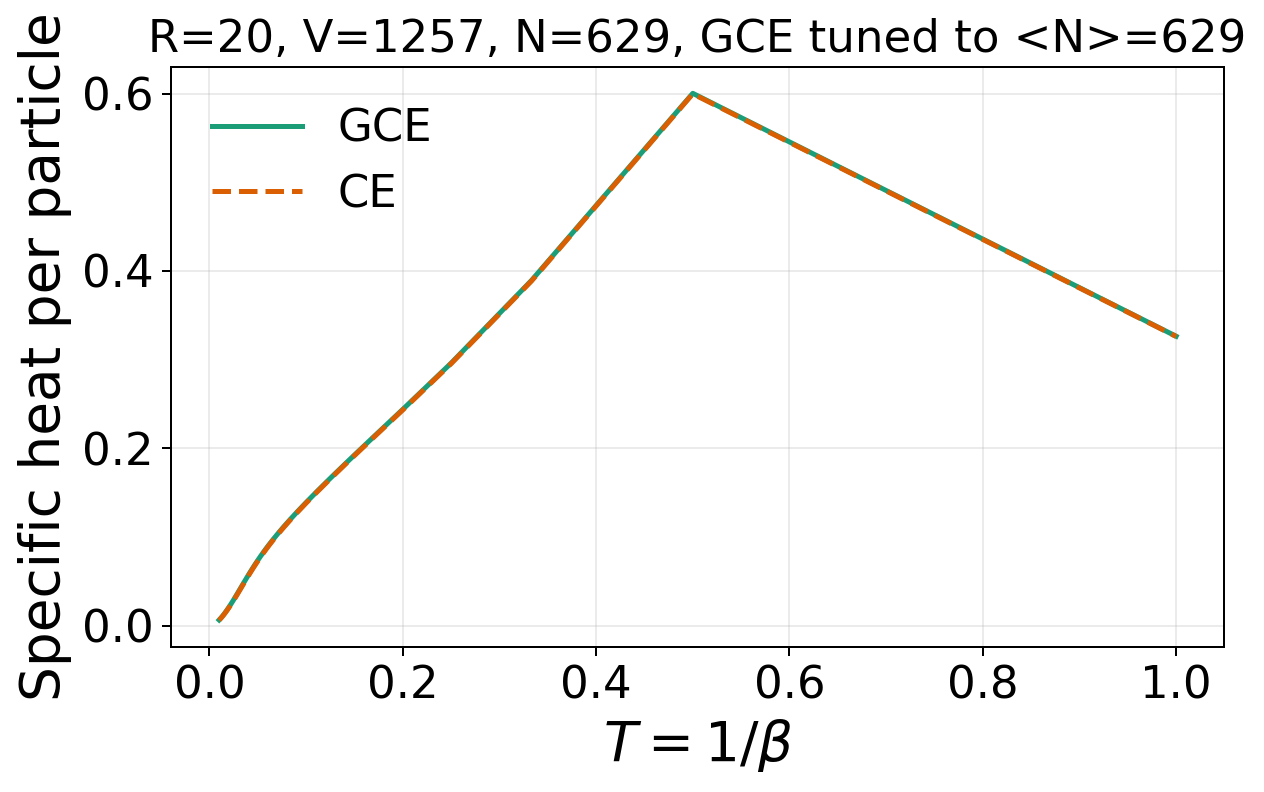 R=20, V=1257, N=629, GCE tuned to <N>=629
Specific heat per particle
0.6
0.4
0.2
0.0
GCE
CE
0.0 0.2 0.4 0.6 0.8 1.0
T = 1/β